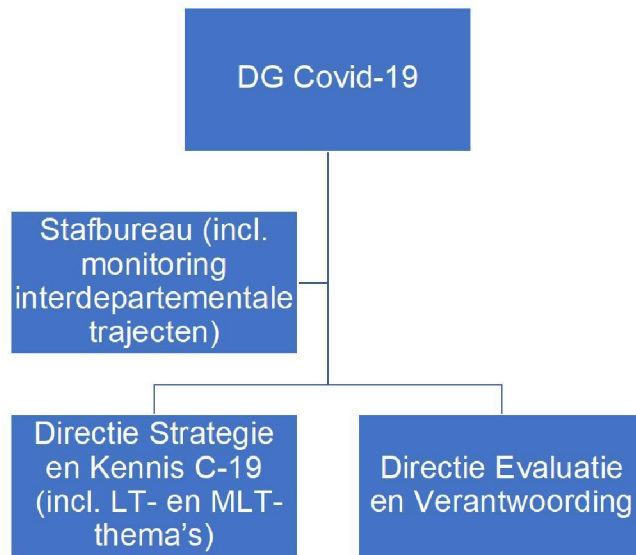 DG Covid-19
Stafbureau (incl.
monitoring
interdepartementale
trajecten)
Directie Strategie
en Kennis C-19
(incl. LT- en MLT-
thema's)
Directie Evaluatie
en Verantwoording